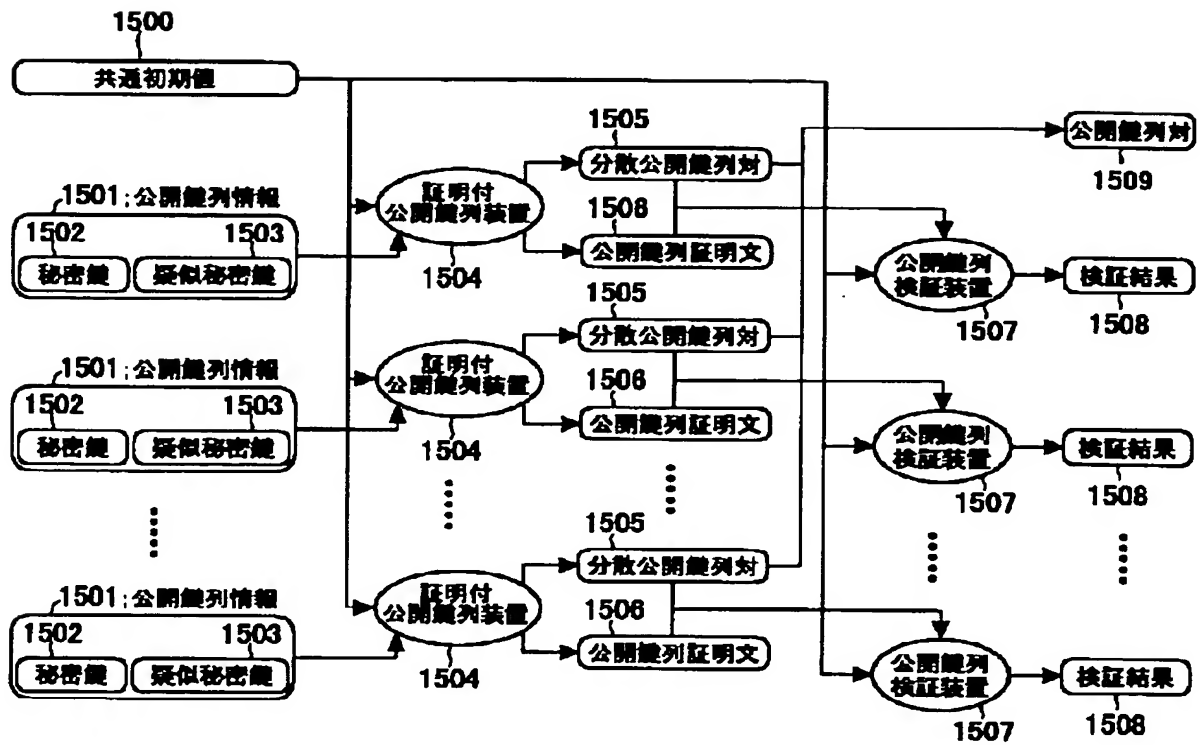 1500
共通初期値
1501:公開鍵列情報
1502
1503
秘密鍵
疑似秘密鍵
証明付
公開鍵列装置
1504
1505
分散公開鍵列対
1508
公開鍵列証明文
公開鍵列対
1509
公開鍵列
検証装置
1507
検証結果
1508
1501:公開鍵列情報
1502
1503
秘密鍵
疑似秘密鍵
証明付
公開鍵列装置
1504
1505
分散公開鍵列対
1506
公開鍵列証明文
公開鍵列
検証装置
1507
検証結果
1508
1501:公開鍵列情報
1502
1503
秘密鍵
疑似秘密鍵
証明付
公開鍵列装置
1504
1505
分散公開鍵列対
1506
公開鍵列証明文
公開鍵列
検証装置
1507
検証結果
1508